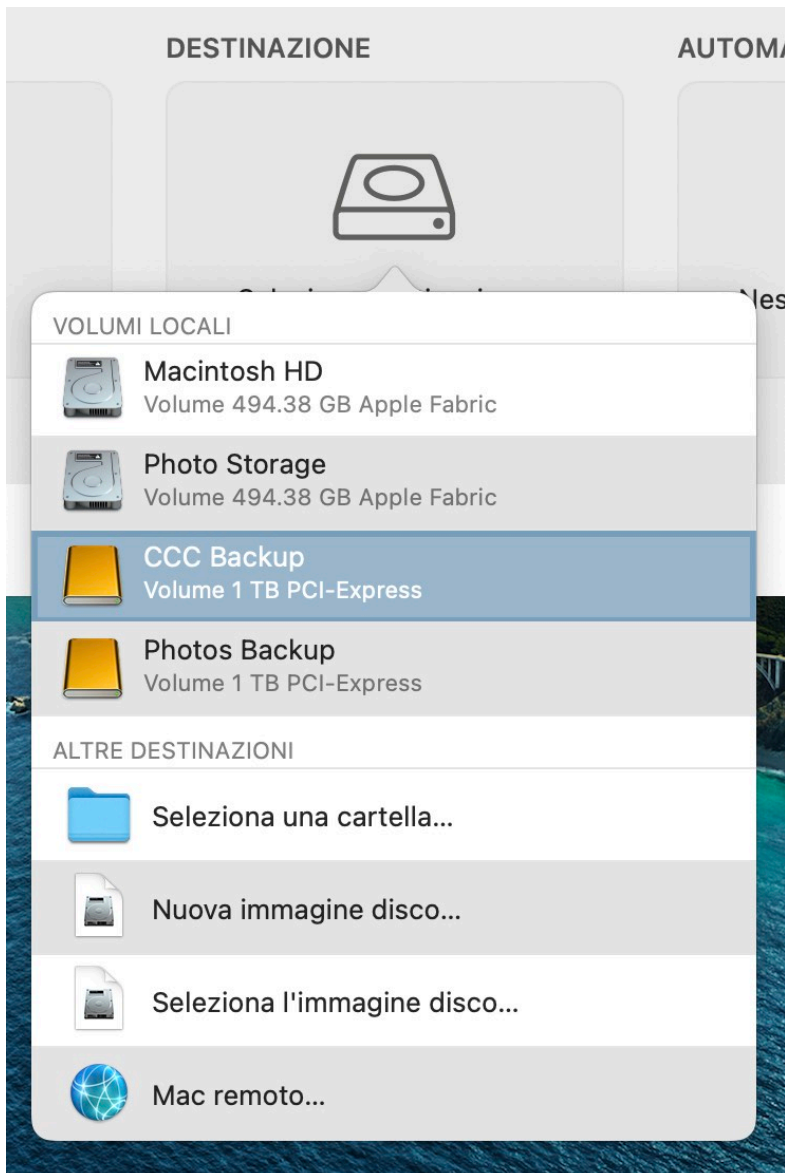 DESTINAZIONE
AUTOMA
Nes
VOLUMI LOCALI
Macintosh HD
Volume 494.38 GB Apple Fabric
Photo Storage
Volume 494.38 GB Apple Fabric
CCC Backup
Volume 1 TB PCI-Express
Photos Backup
Volume 1 TB PCI-Express
ALTRE DESTINAZIONI
Seleziona una cartella...
Nuova immagine disco...
Seleziona l'immagine disco...
Mac remoto...